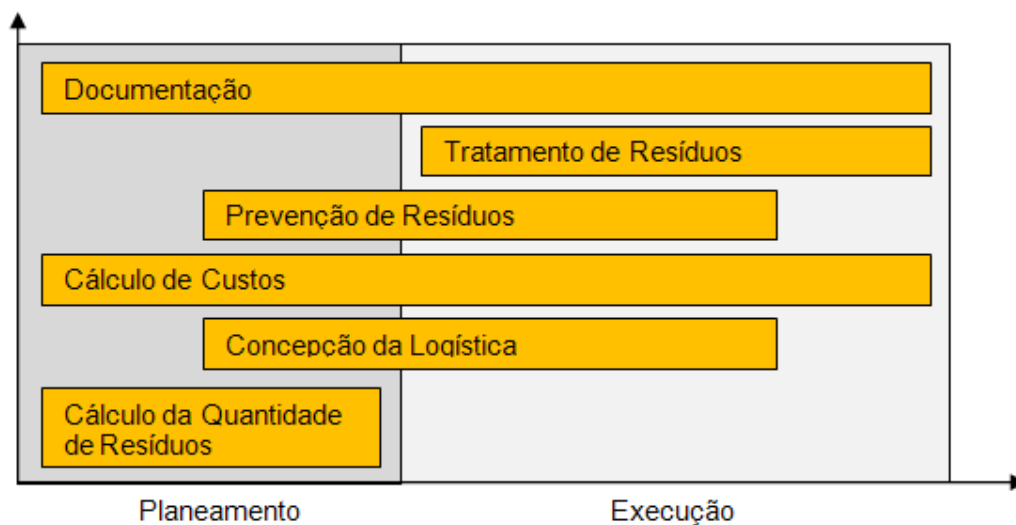 Documentação
Tratamento de Resíduos
Prevenção de Resíduos
Cálculo de Custos
Concepção da Logística
Cálculo da Quantidade
de Resíduos
Planeamento
Execução